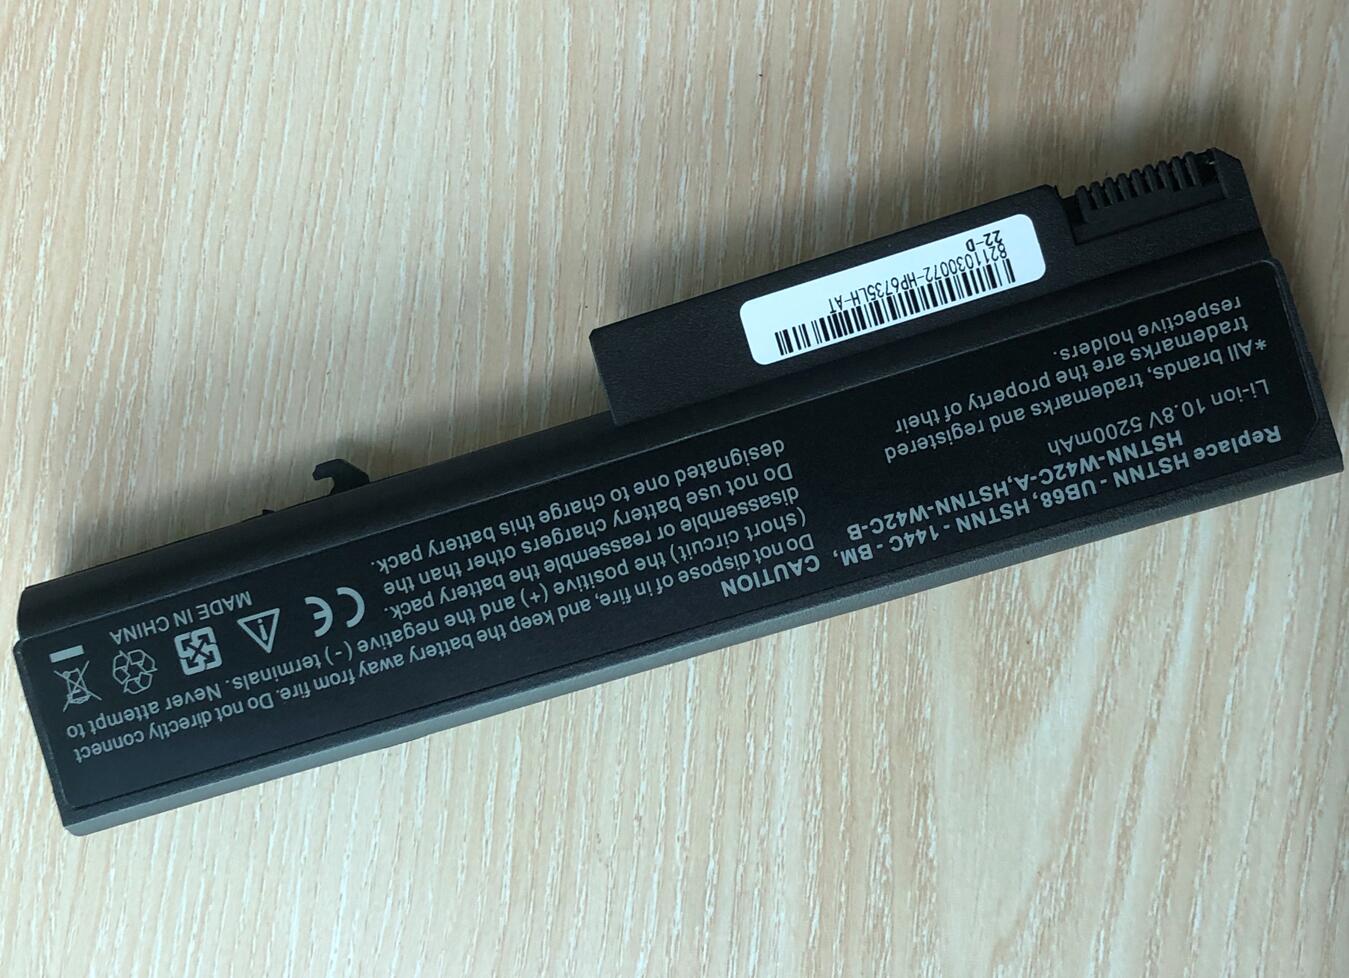 Replace HSTNN - UB68, HSTNN - 144C - BM,
HSTNN-W42C-A,HSTNN-W42C-B
Li-ion 10.8V 5200mAh
*All brands, trademarks and registered
trademarks are the property of their
respective holders.
8211030072-HP6735LH-AT
22-D
CAUTION
Do not dispose of in fire, and keep the battery away from fire. Do not directly connect
(short circuit) the positive (+) and the negative (-) terminals. Never attempt to
disassemble or reassemble the battery pack.
Do not use battery chargers other than the
designated one to charge this battery pack.
CE
MADE IN CHINA